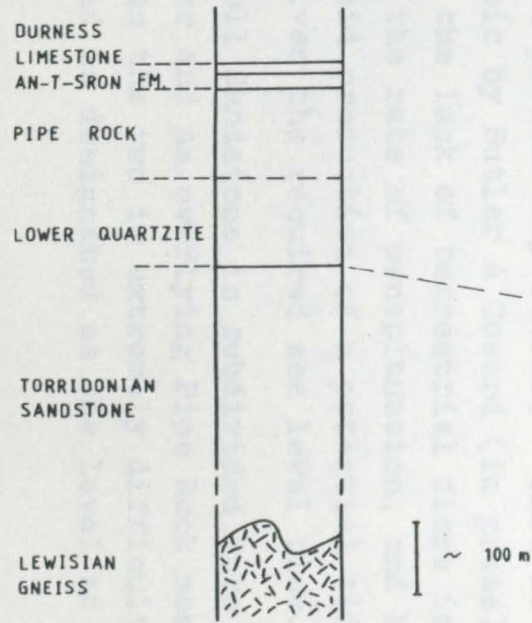 DURNESS
LIMESTONE
AN-T-SRON FM.
PIPE ROCK
LOWER QUARTZITE
TORRIDONIAN
SANDSTONE
LEWISIAN
GNEISS
~ 100 m